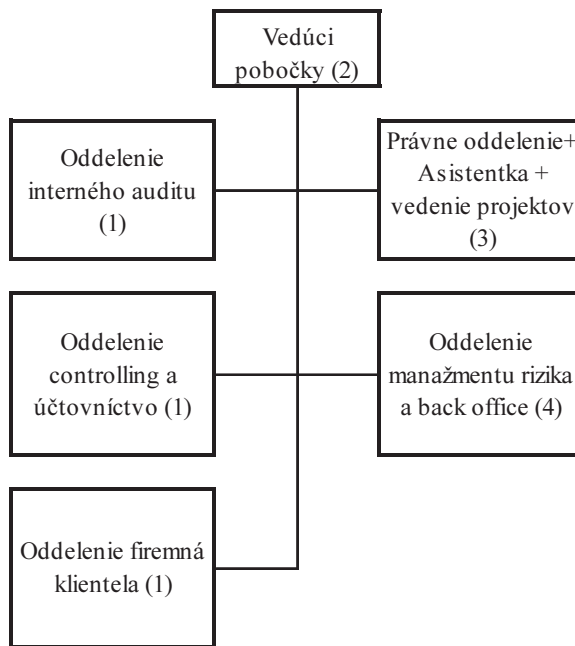 Vedúci
pobočky (2)
Oddelenie
interného auditu
(1)
Právne oddelenie+
Asistentka +
vedenie projektov
(3)
Oddelenie
controlling a
účtovníctvo (1)
Oddelenie
manažmentu rizika
a back office (4)
Oddelenie firemná
klientela (1)